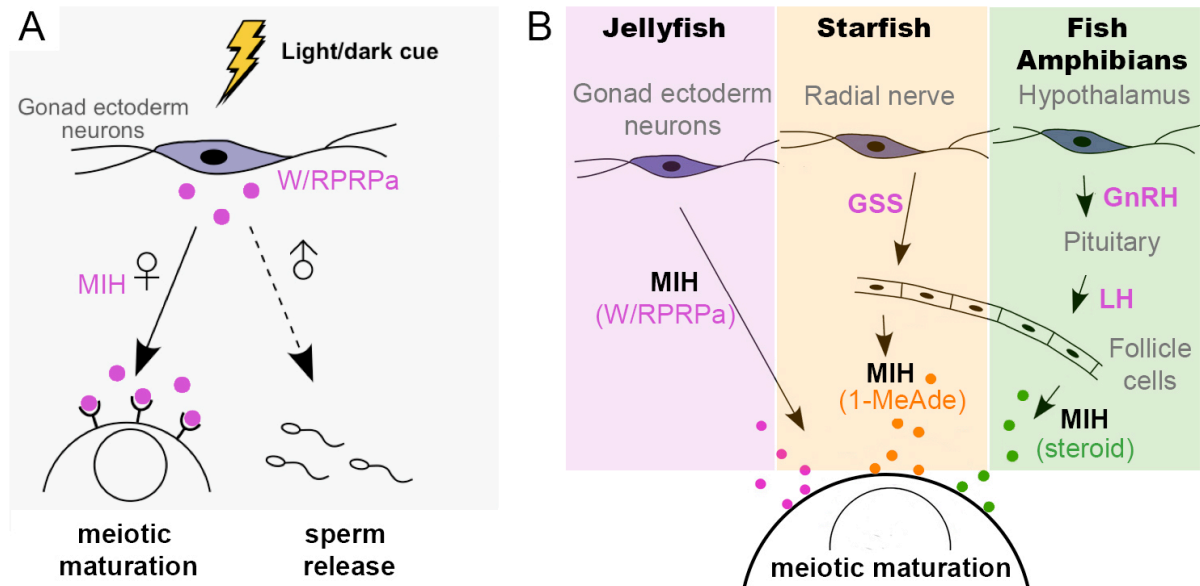 A
Light/dark cue
Gonad ectoderm
neurons
W/RPRPa
MIH ♀
♂
meiotic
maturation
sperm
release
B
Jellyfish
Starfish
Fish
Amphibians
Gonad ectoderm
neurons
Radial nerve
Hypothalamus
GSS
GnRH
Pituitary
LH
MIH
(W/RPRPa)
Follicle
cells
MIH
(1-MeAde)
MIH
(steroid)
meiotic maturation